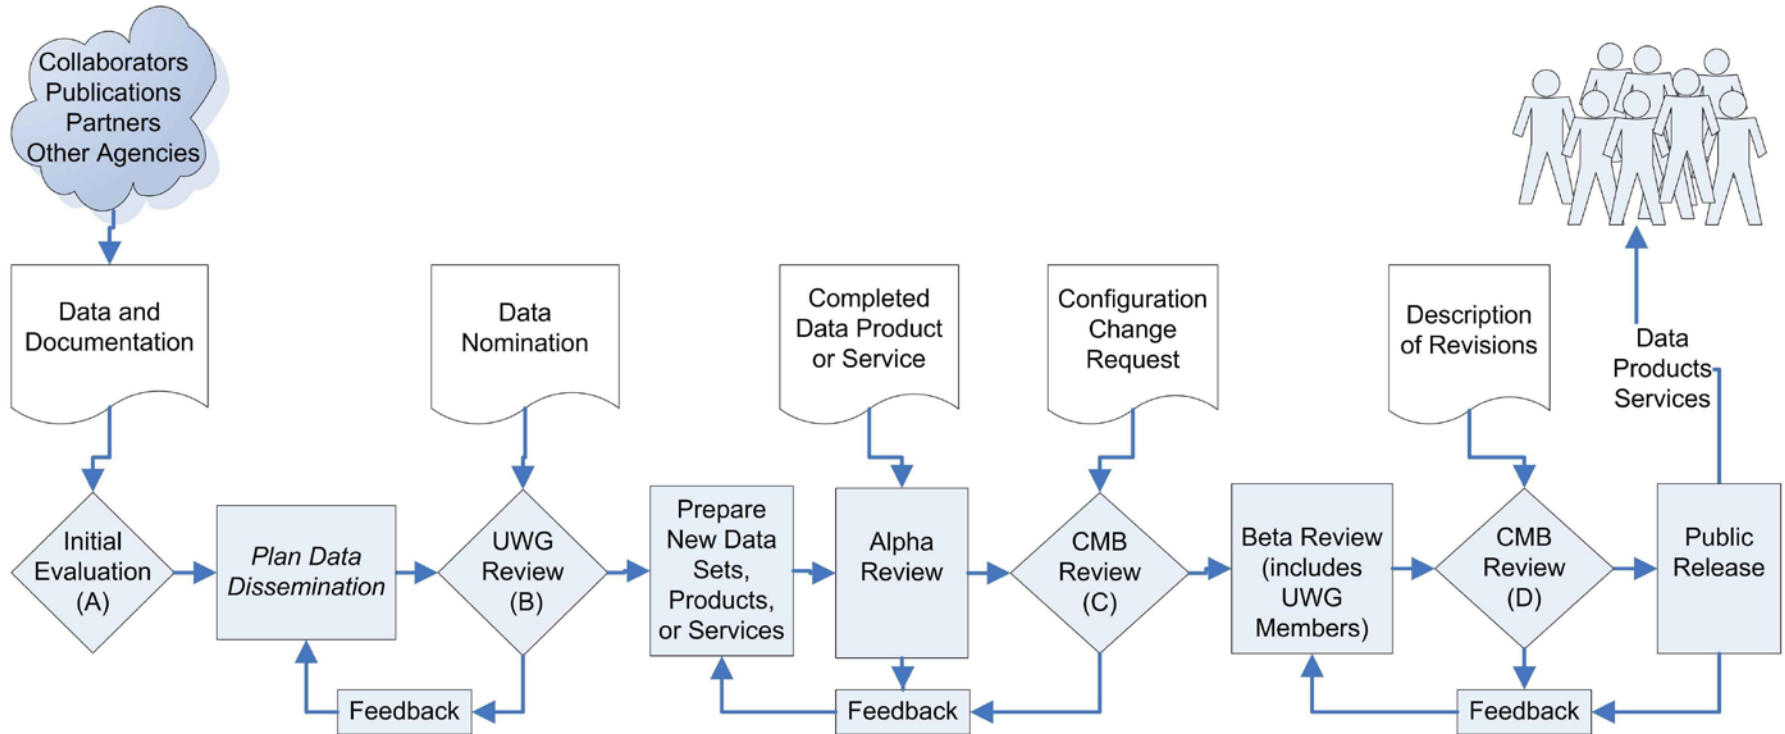 Collaborators
Publications
Partners
Other Agencies
Data and
Documentation
Data
Nomination
Completed
Data Product
or Service
Configuration
Change
Request
Description
of Revisions
Data
Products
Services
Initial
Evaluation
(A)
Plan Data
Dissemination
UWG
Review
(B)
Prepare
New Data
Sets,
Products,
or Services
Alpha
Review
CMB
Review
(C)
Beta Review
(includes
UWG
Members)
CMB
Review
(D)
Public
Release
Feedback
Feedback
Feedback